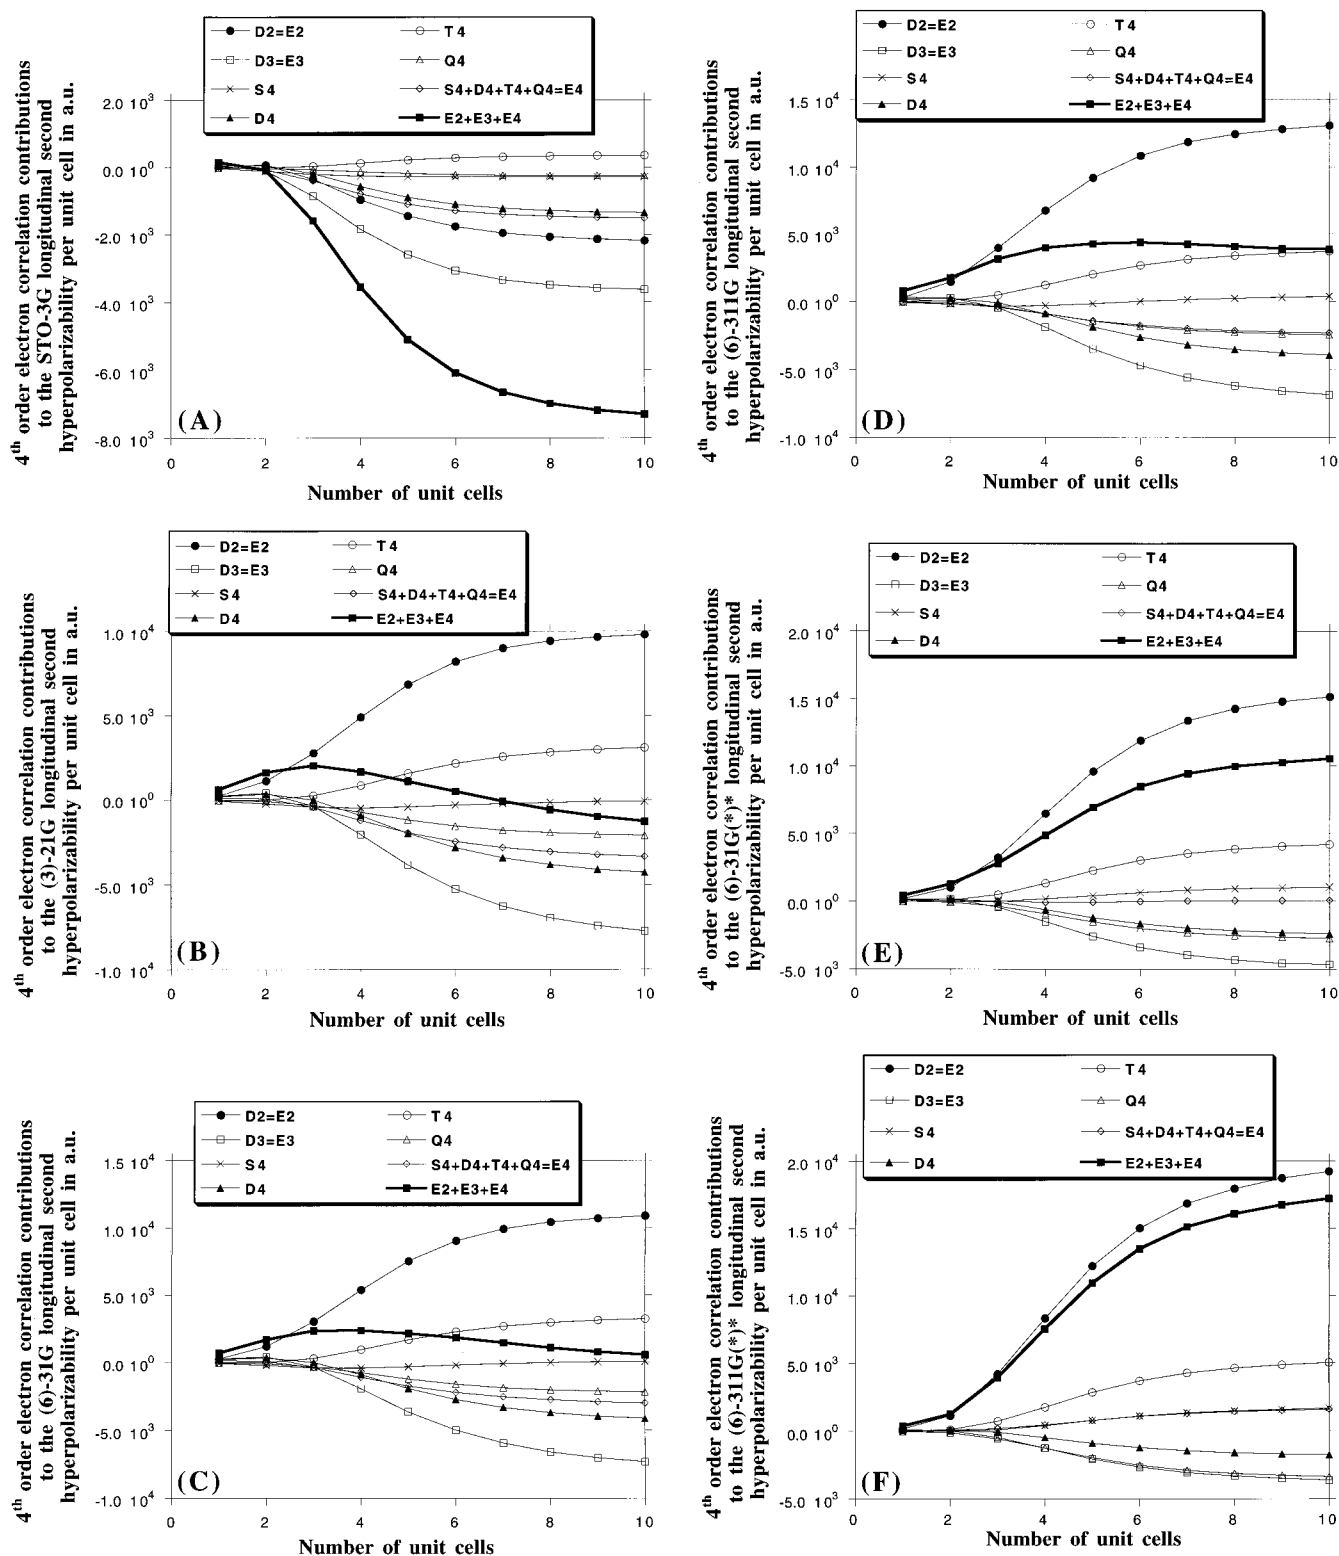 4th order electron correlation contributions
to the STO-3G longitudinal second
hyperpolarizability per unit cell in a.u.
D2=E2
T4
D3=E3
Q4
S4
S4+D4+T4+Q4=E4
D4
E2+E3+E4
2.0 10³
0.0 10⁰
-2.0 10³
-4.0 10³
-6.0 10³
-8.0 10³
(A)
0 2 4 6 8 10
Number of unit cells
4th order electron correlation contributions
to the (3)-21G longitudinal second
hyperpolarizability per unit cell in a.u.
D2=E2
T4
D3=E3
Q4
S4
S4+D4+T4+Q4=E4
D4
E2+E3+E4
1.0 10⁴
5.0 10³
0.0 10⁰
-5.0 10³
-1.0 10⁴
(B)
0 2 4 6 8 10
Number of unit cells
4th order electron correlation contributions
to the (6)-31G longitudinal second
hyperpolarizability per unit cell in a.u.
D2=E2
T4
D3=E3
Q4
S4
S4+D4+T4+Q4=E4
D4
E2+E3+E4
1.5 10⁴
1.0 10⁴
5.0 10³
0.0 10⁰
-5.0 10³
-1.0 10⁴
(C)
0 2 4 6 8 10
Number of unit cells
4th order electron correlation contributions
to the (6)-311G longitudinal second
hyperpolarizability per unit cell in a.u.
D2=E2
T4
D3=E3
Q4
S4
S4+D4+T4+Q4=E4
D4
E2+E3+E4
1.5 10⁴
1.0 10⁴
5.0 10³
0.0 10⁰
-5.0 10³
-1.0 10⁴
(D)
0 2 4 6 8 10
Number of unit cells
4th order electron correlation contributions
to the (6)-31G(*)* longitudinal second
hyperpolarizability per unit cell in a.u.
D2=E2
T4
D3=E3
Q4
S4
S4+D4+T4+Q4=E4
D4
E2+E3+E4
2.0 10⁴
1.5 10⁴
1.0 10⁴
5.0 10³
0.0 10⁰
-5.0 10³
(E)
0 2 4 6 8 10
Number of unit cells
4th order electron correlation contributions
to the (6)-311G(*)* longitudinal second
hyperpolarizability per unit cell in a.u.
D2=E2
T4
D3=E3
Q4
S4
S4+D4+T4+Q4=E4
D4
E2+E3+E4
2.0 10⁴
1.5 10⁴
1.0 10⁴
5.0 10³
0.0 10⁰
-5.0 10³
(F)
0 2 4 6 8 10
Number of unit cells